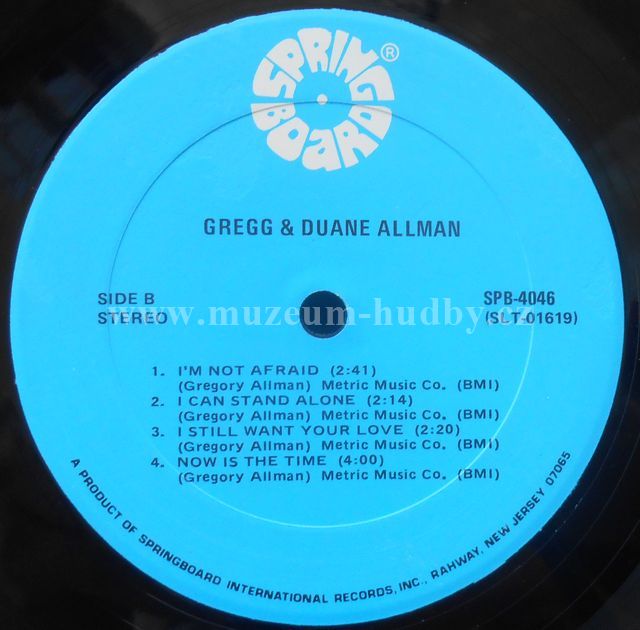 SPRING BOARD ®
GREGG & DUANE ALLMAN
SIDE B
STEREO
SPB-4046
(SLT-01619)
www.muzeum-hudby.cz
1. I'M NOT AFRAID (2:41)
(Gregory Allman) Metric Music Co. (BMI)
2. I CAN STAND ALONE (2:14)
(Gregory Allman) Metric Music Co. (BMI)
3. I STILL WANT YOUR LOVE (2:20)
(Gregory Allman) Metric Music Co. (BMI)
4. NOW IS THE TIME (4:00)
(Gregory Allman) Metric Music Co. (BMI)
A PRODUCT OF SPRINGBOARD INTERNATIONAL RECORDS, INC., RAHWAY, NEW JERSEY 07065